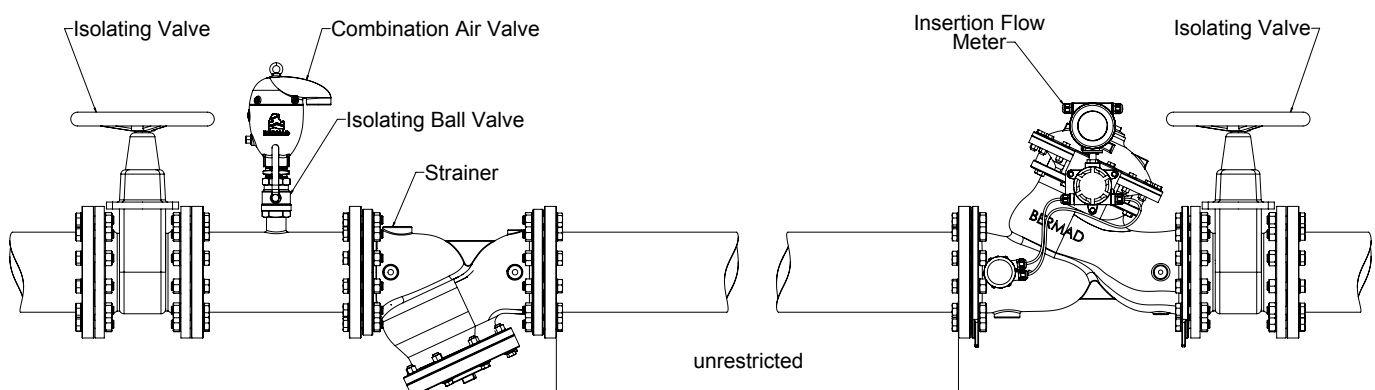 Isolating Valve
Combination Air Valve
Isolating Ball Valve
Strainer
Insertion Flow
Meter
Isolating Valve
BERMAD
unrestricted